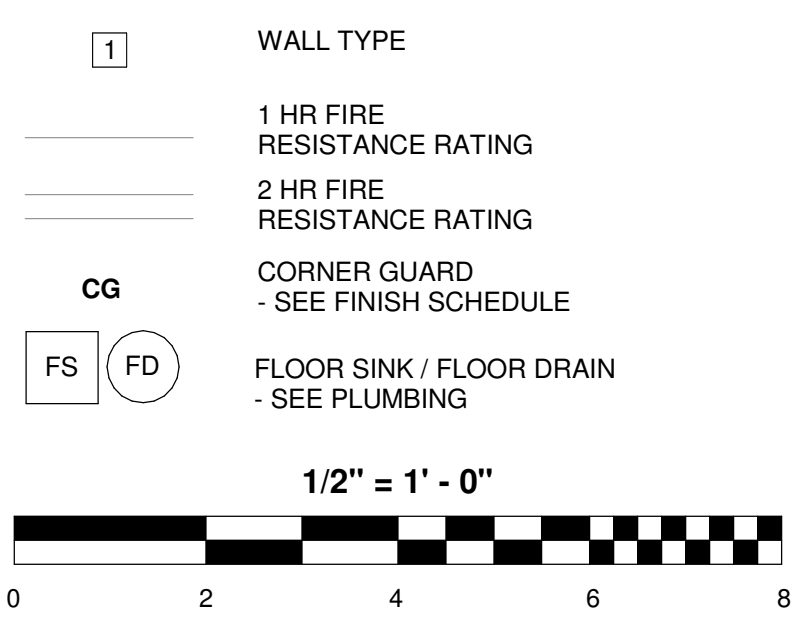 1
WALL TYPE
1 HR FIRE
RESISTANCE RATING
2 HR FIRE
RESISTANCE RATING
CG
CORNER GUARD
- SEE FINISH SCHEDULE
FS FD
FLOOR SINK / FLOOR DRAIN
- SEE PLUMBING
1/2" = 1' - 0"
0 2 4 6 8